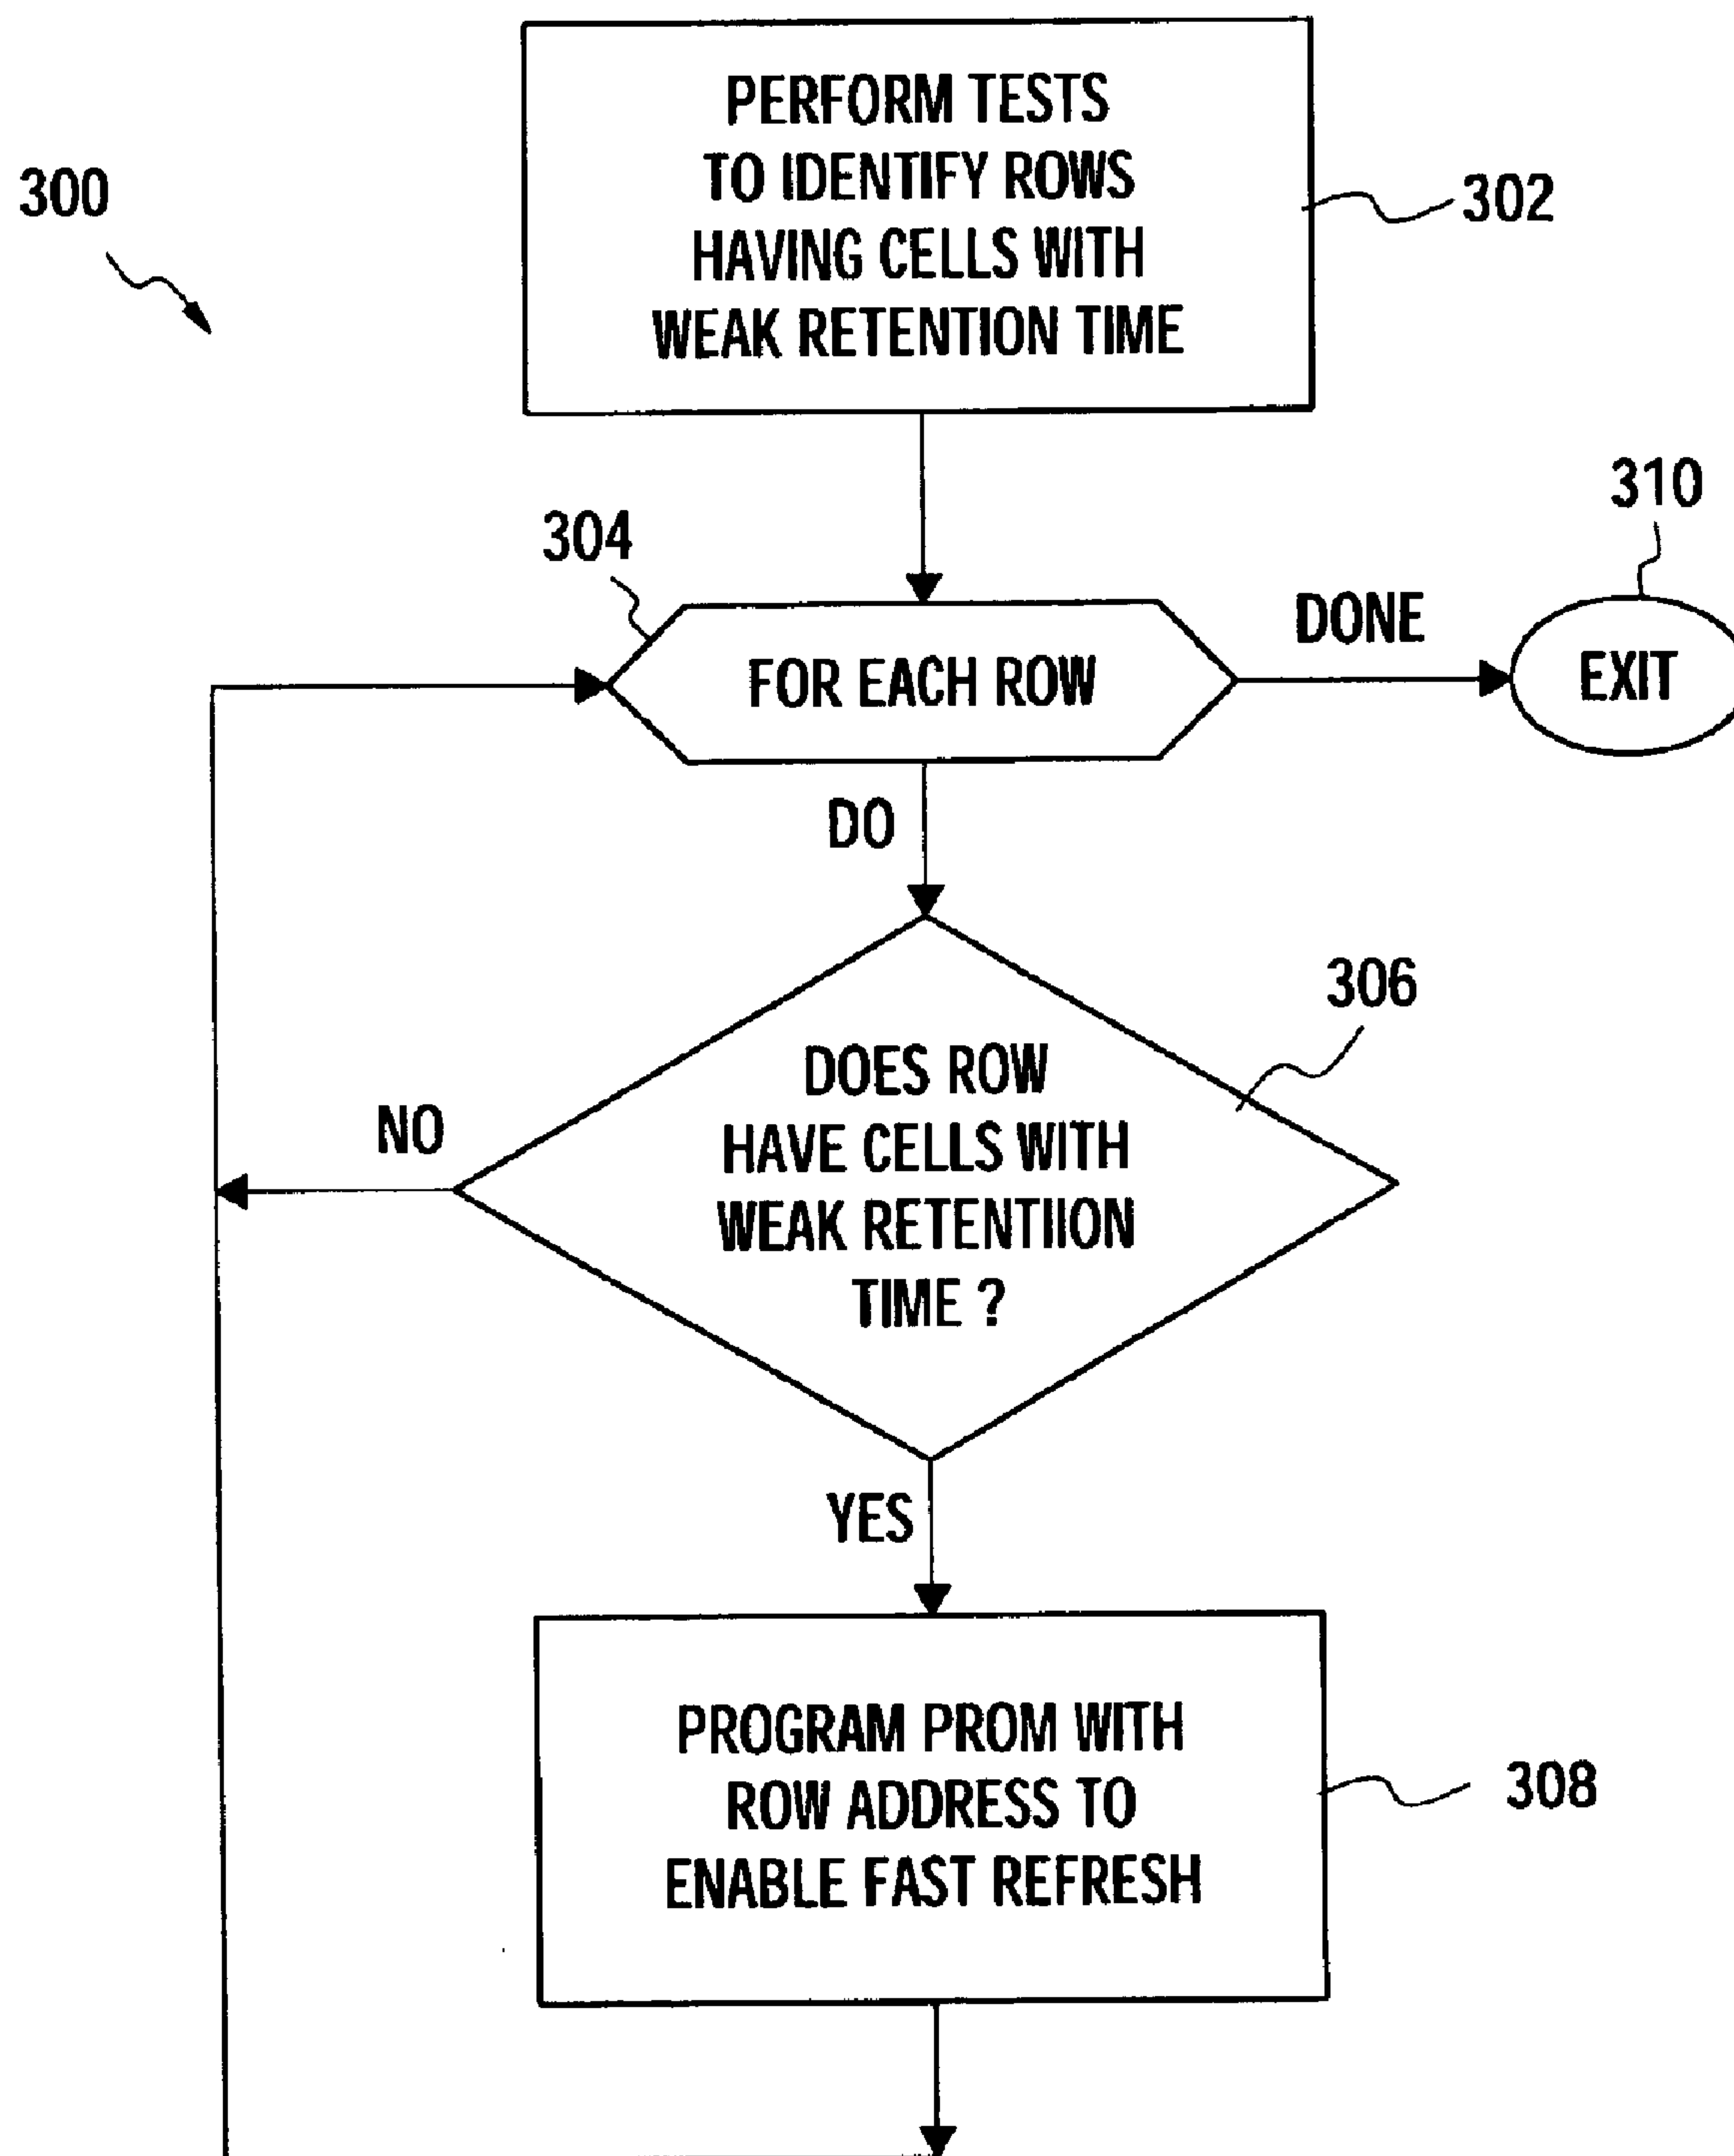 PERFORM TESTS
TO IDENTIFY ROWS
HAVING CELLS WITH
WEAK RETENTION TIME
300
302
310
304
DONE
FOR EACH ROW
EXIT
DO
306
DOES ROW
HAVE CELLS WITH
WEAK RETENTIION
TIME ?
NO
YES
PROGRAM PROM WITH
ROW ADDRESS TO
ENABLE FAST REFRESH
308